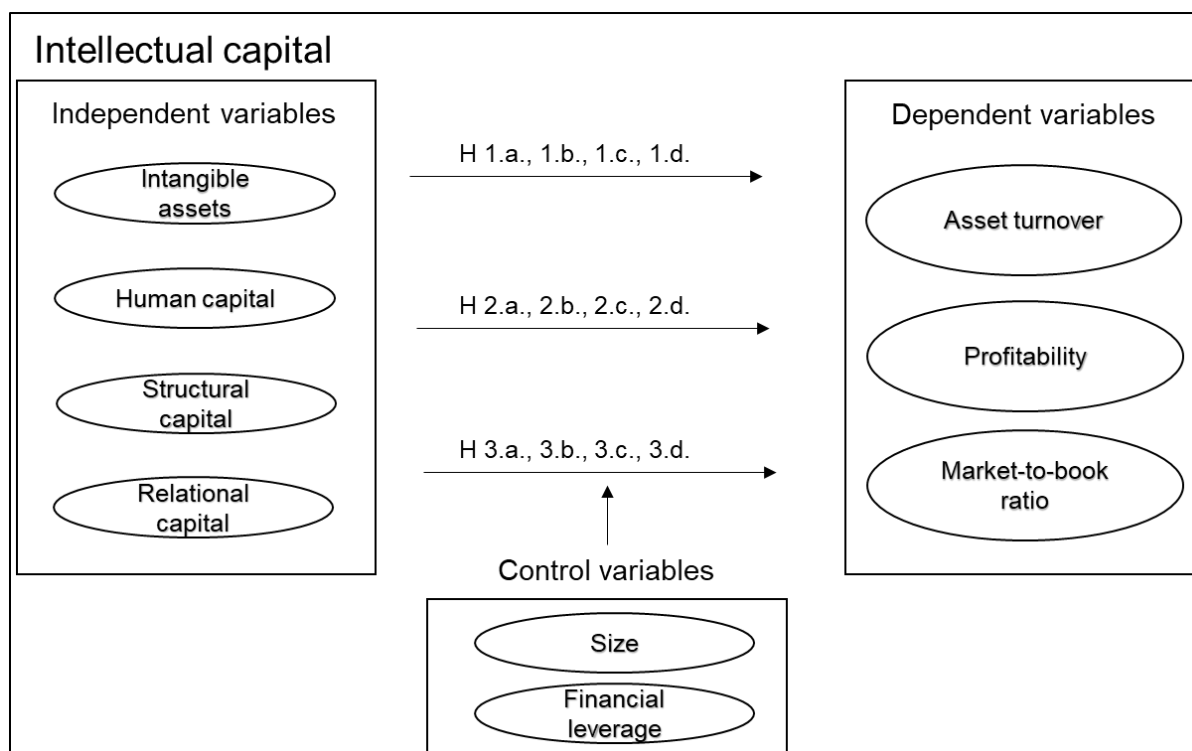 Intellectual capital
Independent variables
Intangible
assets
Human capital
Structural
capital
Relational
capital
H 1.a., 1.b., 1.c., 1.d.
H 2.a., 2.b., 2.c., 2.d.
H 3.a., 3.b., 3.c., 3.d.
Control variables
Size
Financial
leverage
Dependent variables
Asset turnover
Profitability
Market-to-book
ratio